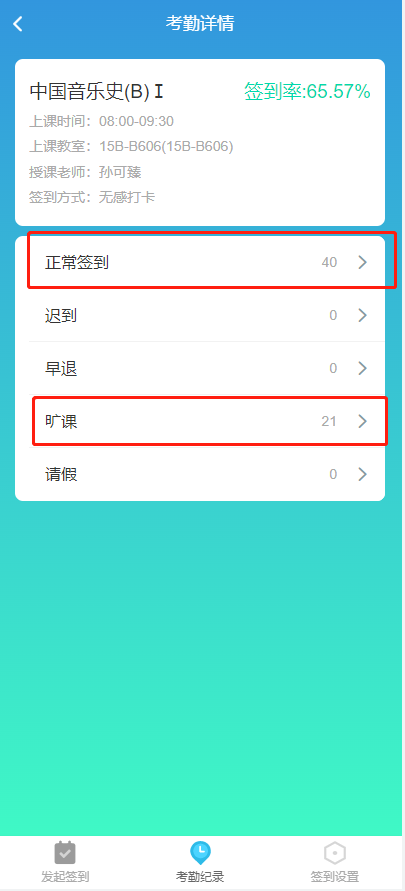 考勤详情
中国音乐史(B) I 签到率:65.57%
上课时间：08:00-09:30
上课教室：15B-B606(15B-B606)
授课老师：孙可臻
签到方式：无感打卡
正常签到 40
迟到 0
早退 0
旷课 21
请假 0
发起签到 考勤纪录 签到设置